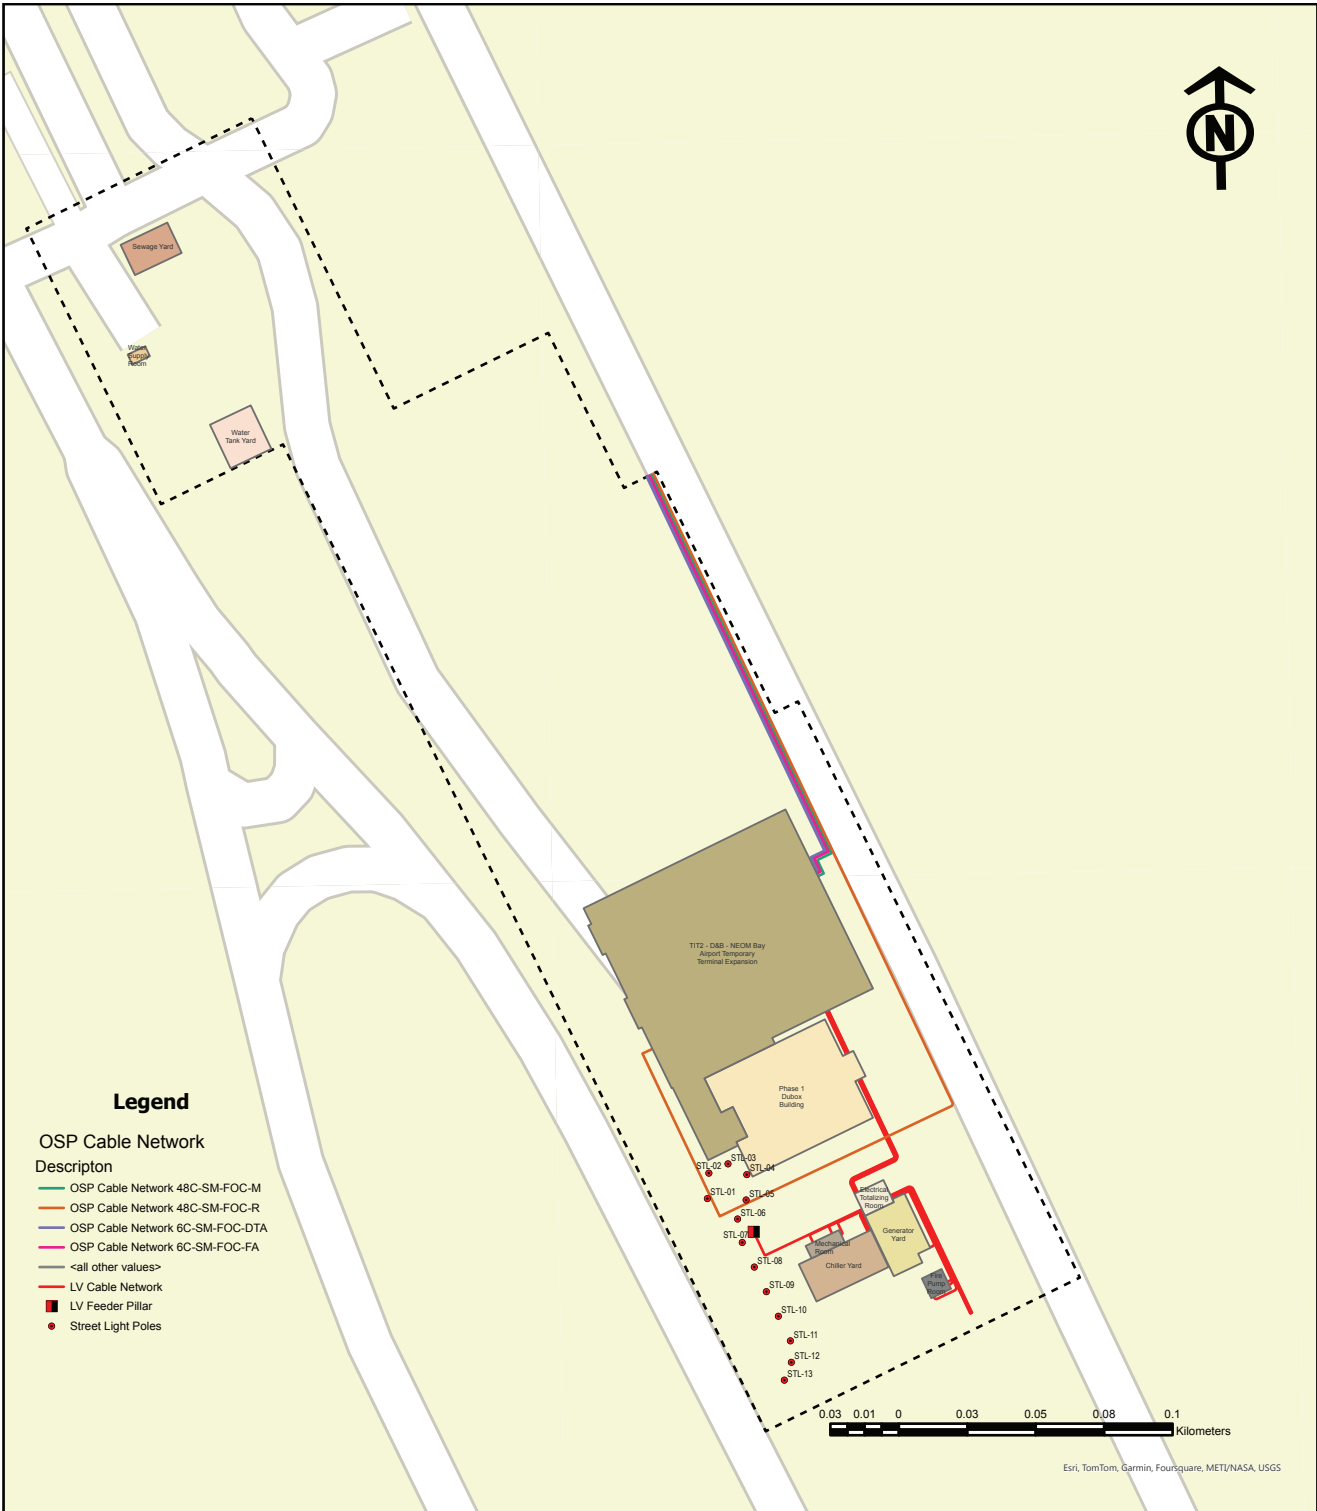 N
Sewage Yard
Water
Supply
Room
Water
Tank Yard
TIT2 - D&B - NEOM Bay
Airport Temporary
Terminal Expansion
Phase 1
Dubox
Building
STL-03
STL-02
STL-04
STL-01
STL-05
STL-06
STL-07
STL-08
STL-09
STL-10
STL-11
STL-12
STL-13
Electrical
Totalizing
Room
Generator
Yard
Mechanical
Room
Chiller Yard
Fire
Pump
Room
Legend
OSP Cable Network
Descripton
OSP Cable Network 48C-SM-FOC-M
OSP Cable Network 48C-SM-FOC-R
OSP Cable Network 6C-SM-FOC-DTA
OSP Cable Network 6C-SM-FOC-FA
<all other values>
LV Cable Network
LV Feeder Pillar
Street Light Poles
0.03 0.01 0 0.03 0.05 0.08 0.1
Kilometers
Esri, TomTom, Garmin, Foursquare, METI/NASA, USGS